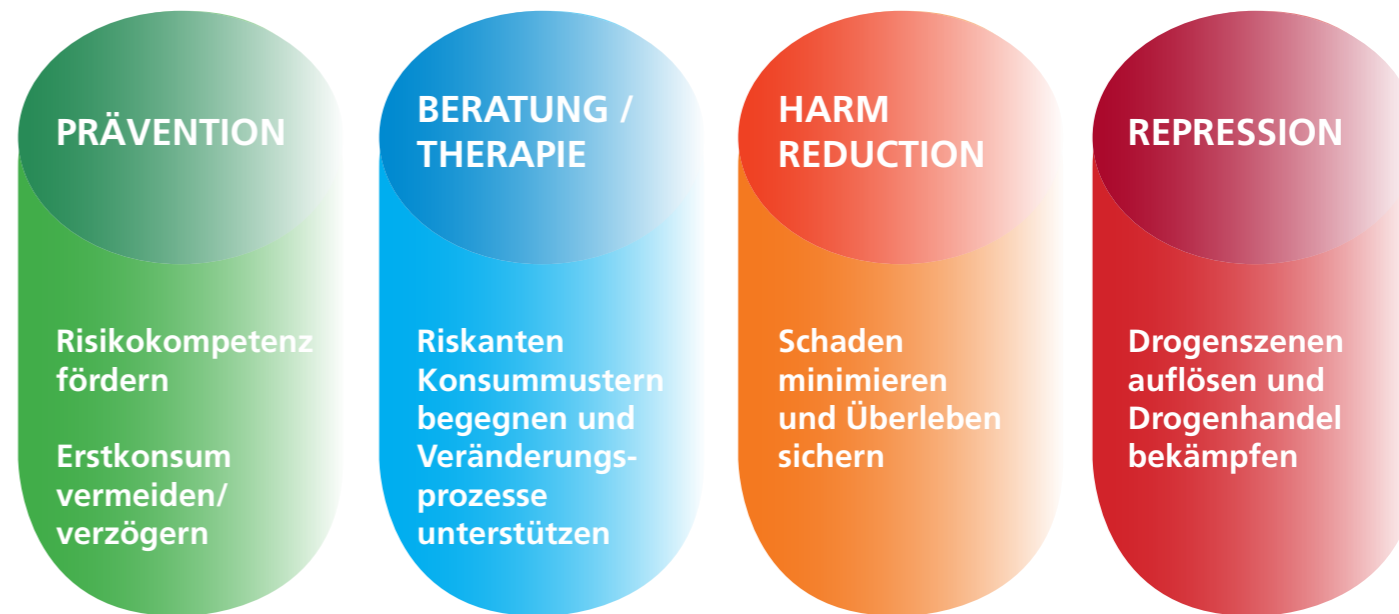 PRÄVENTION
Risikokompetenz
fördern
Erstkonsum
vermeiden/
verzögern
BERATUNG /
THERAPIE
Riskanten
Konsummustern
begegnen und
Veränderungs-
prozesse
unterstützen
HARM
REDUCTION
Schaden
minimieren
und Überleben
sichern
REPRESSION
Drogenszenen
auflösen und
Drogenhandel
bekämpfen